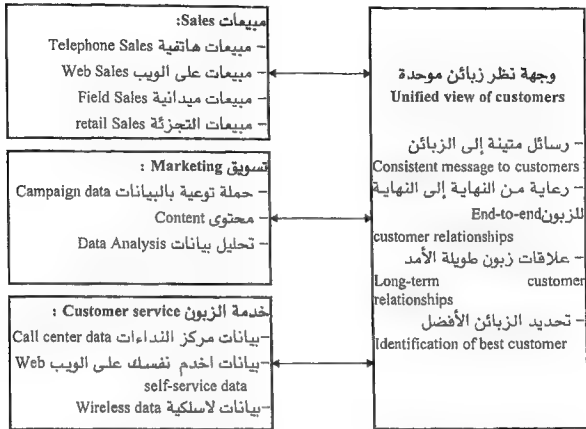 مبيعات Sales:
– مبيعات هاتفية Telephone Sales
– مبيعات على الويب Web Sales
– مبيعات ميدانية Field Sales
– مبيعات التجزئة retail Sales
تسويق Marketing :
– حملة توعية بالبيانات Campaign data
– محتوى Content
– تحليل بيانات Data Analysis
خدمة الزبون Customer service :
–بيانات مركز النداءات Call center data
–بيانات اخدم نفسك على الويب Web
self-service data
–بيانات لاسلكية Wireless data
وجهة نظر زبائن موحدة
Unified view of customers
– رسائل متينة إلى الزبائن
Consistent message to customers
– رعاية من النهاية إلى النهاية
للزبون End-to-end
customer relationships
– علاقات زبون طويلة الأمد
Long-term customer
relationships
– تحديد الزبائن الأفضل
Identification of best customer